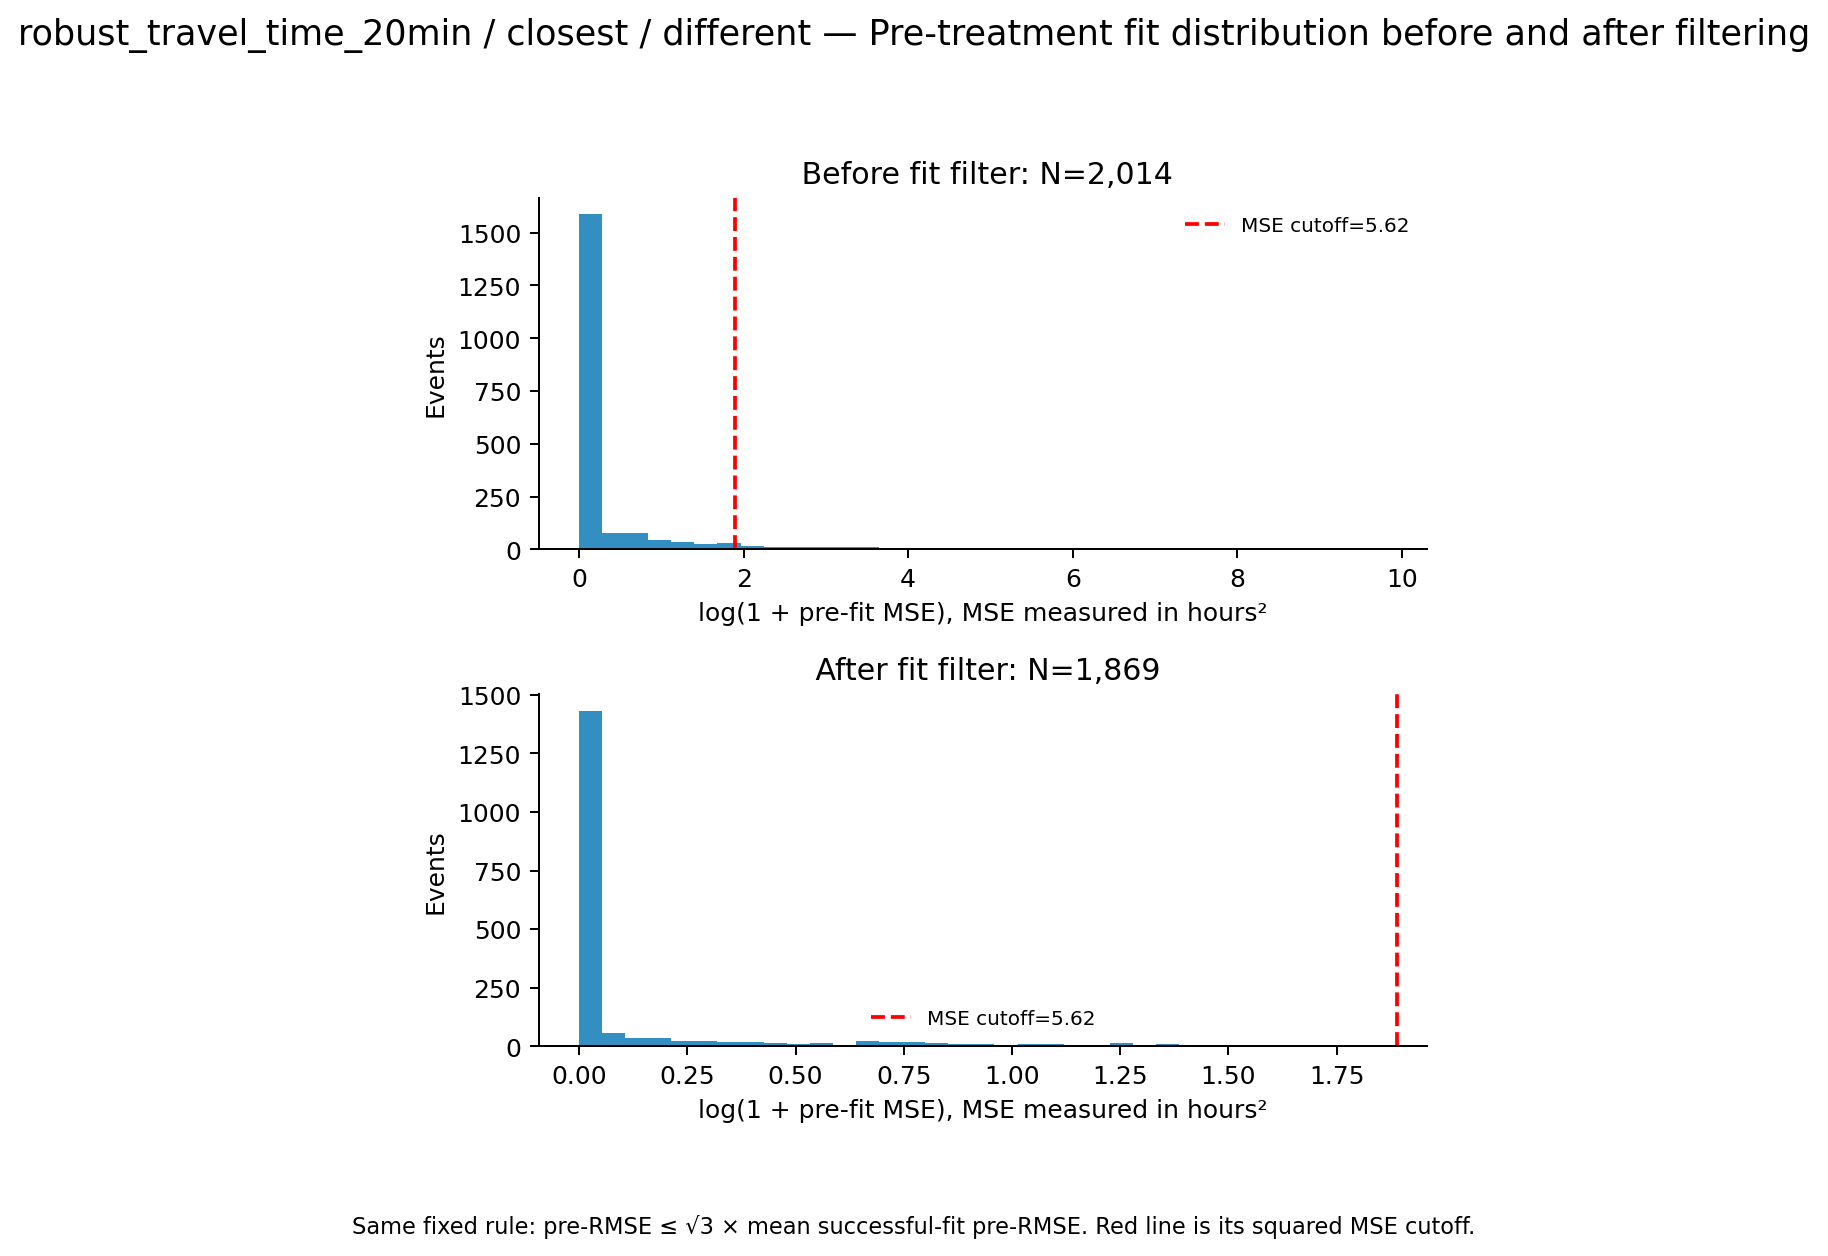 robust_travel_time_20min / closest / different — Pre-treatment fit distribution before and after filtering
Before fit filter: N=2,014
MSE cutoff=5.62
Events
1500
1250
1000
750
500
250
0
0 2 4 6 8 10
log(1 + pre-fit MSE), MSE measured in hours²
After fit filter: N=1,869
Events
1500
1250
1000
750
500
250
0
MSE cutoff=5.62
0.00 0.25 0.50 0.75 1.00 1.25 1.50 1.75
log(1 + pre-fit MSE), MSE measured in hours²
Same fixed rule: pre-RMSE ≤ √3 × mean successful-fit pre-RMSE. Red line is its squared MSE cutoff.